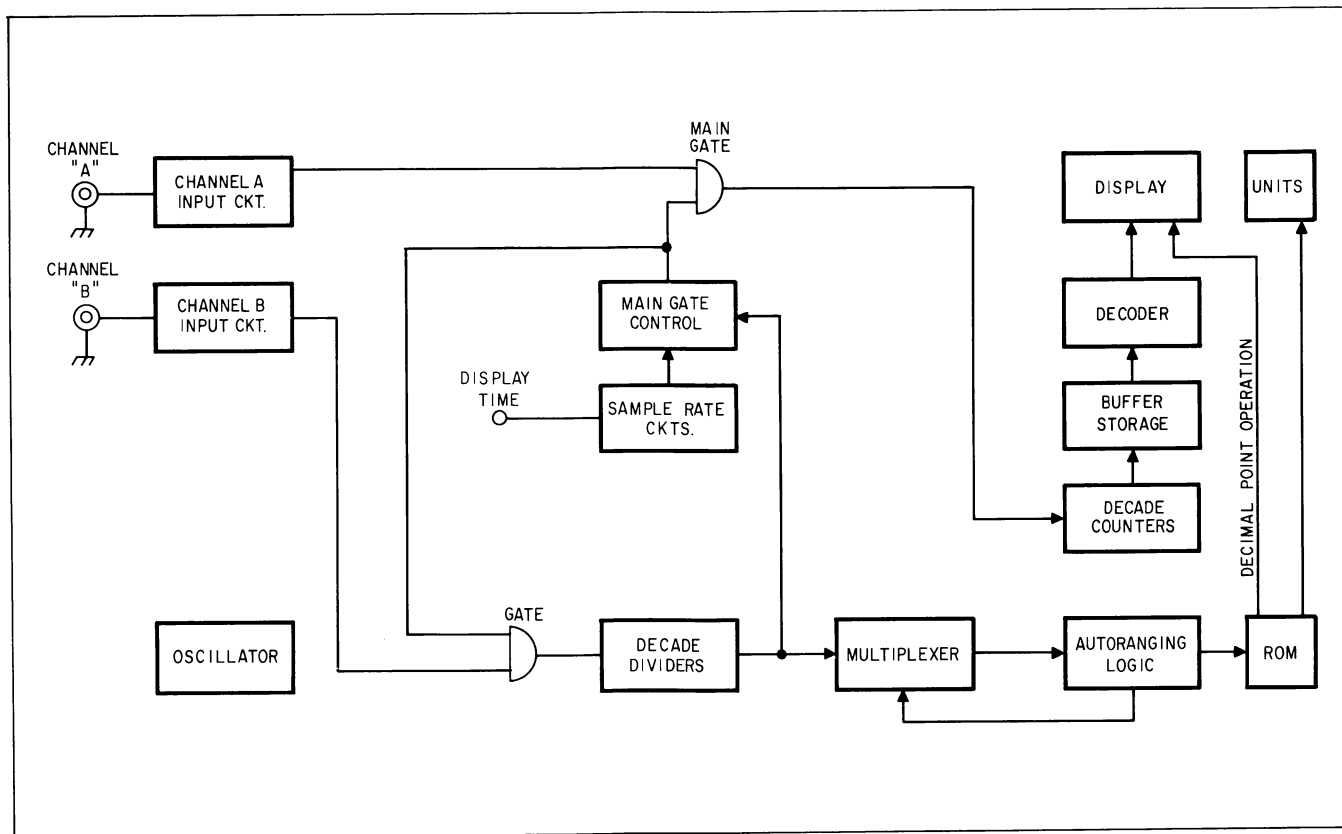 CHANNEL
"A"
CHANNEL A
INPUT CKT.
MAIN
GATE
DISPLAY
UNITS
CHANNEL
"B"
CHANNEL B
INPUT CKT.
MAIN GATE
CONTROL
DECODER
DISPLAY
TIME
SAMPLE RATE
CKTS.
BUFFER
STORAGE
DECADE
COUNTERS
DECIMAL POINT OPERATION
OSCILLATOR
GATE
DECADE
DIVIDERS
MULTIPLEXER
AUTORANGING
LOGIC
ROM